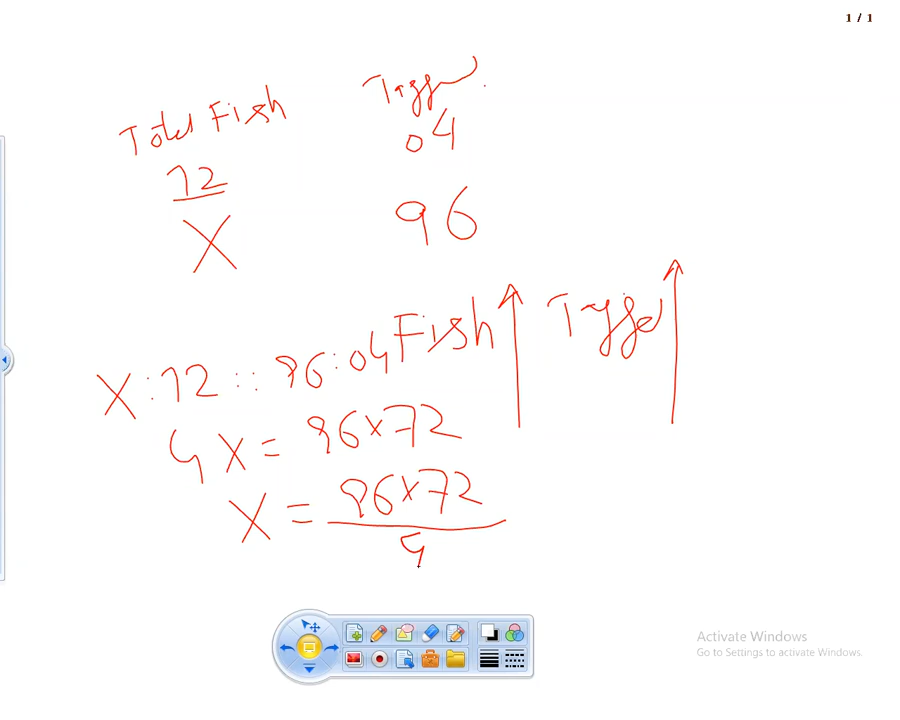 1 / 1
Total Fish Tagged
72 04
X 96
Fish Tagged
X : 72 :: 96 : 04
4 X = 96 × 72
X = 96 × 72
4
Activate Windows
Go to Settings to activate Windows.